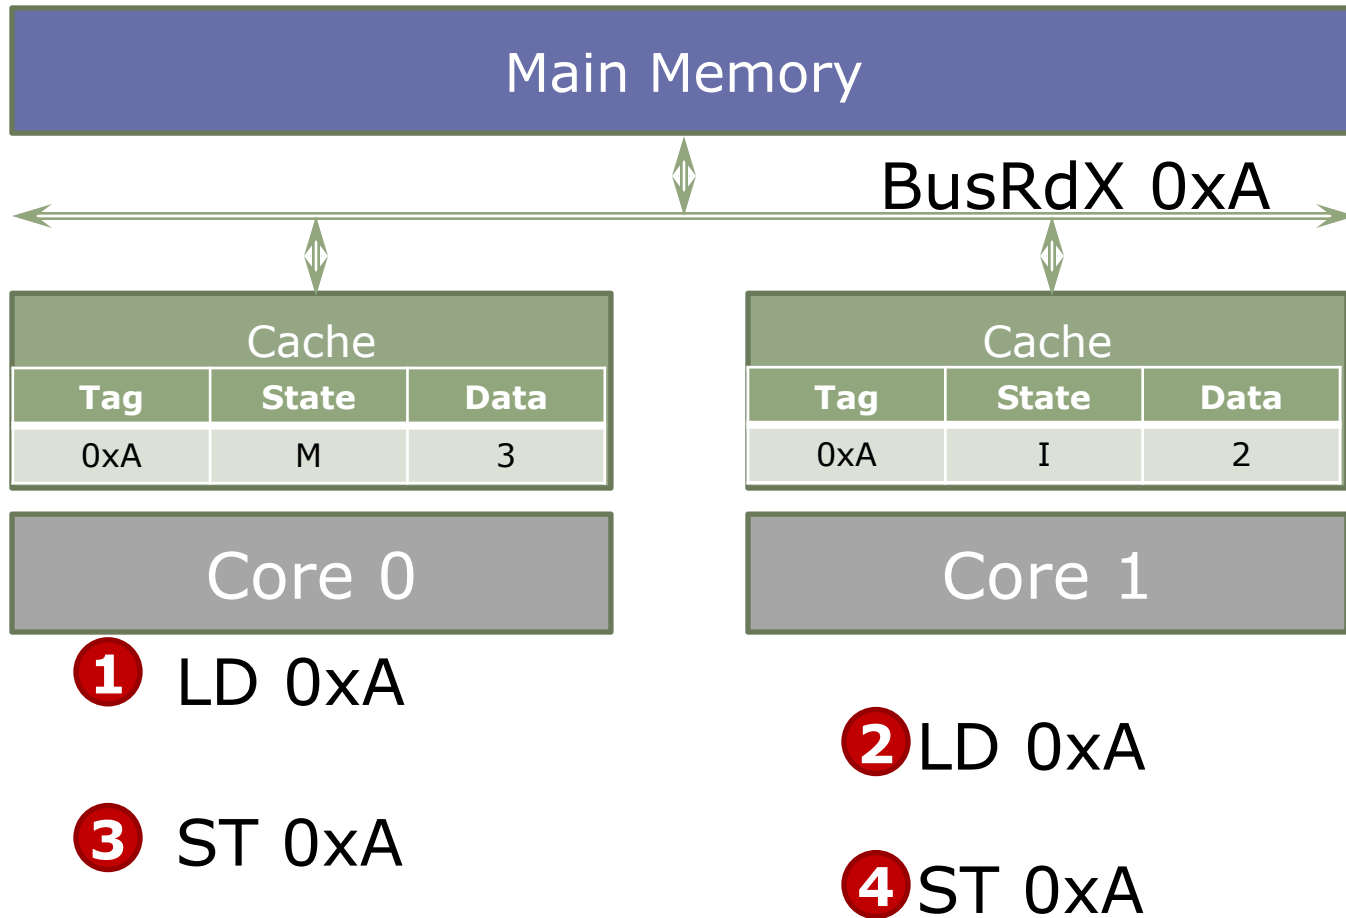 Main Memory
BusRdX 0xA
Cache
Tag State Data
0xA M 3
Cache
Tag State Data
0xA I 2
Core 0
Core 1
1 LD 0xA
2 LD 0xA
3 ST 0xA
4 ST 0xA